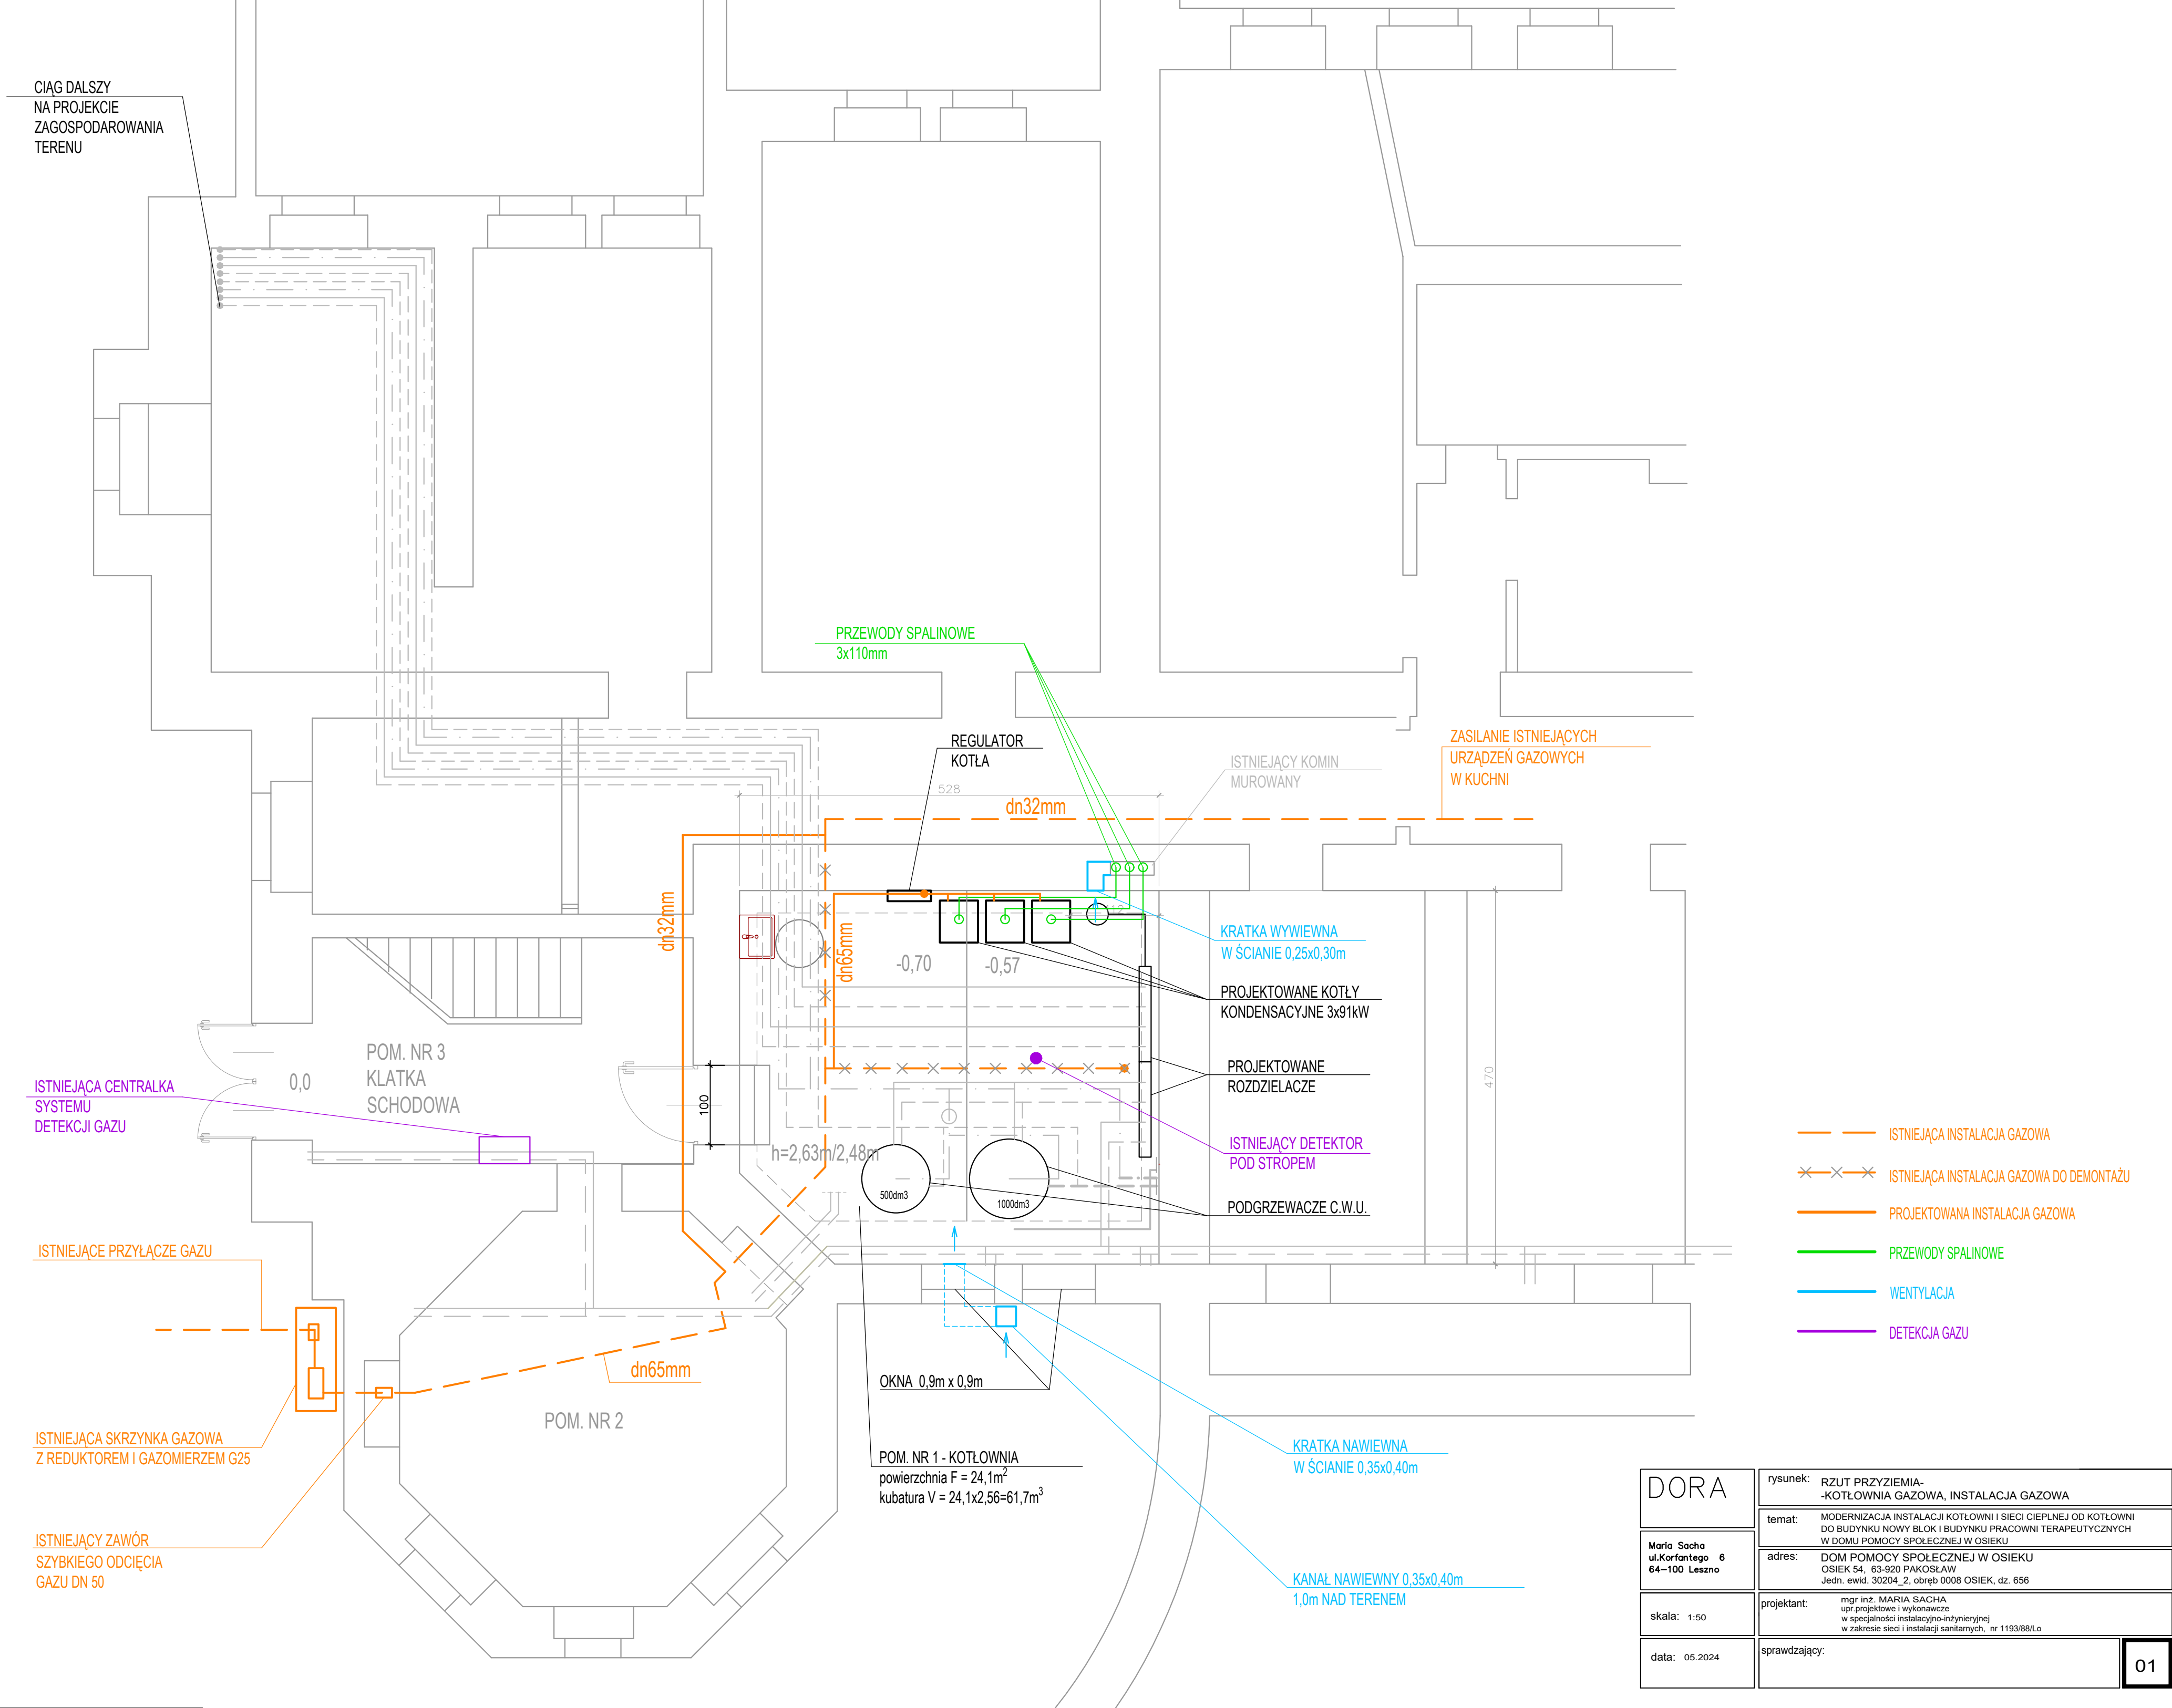 CIĄG DALSZY
NA PROJEKCIE
ZAGOSPODAROWANIA
TERENU
PRZEWODY SPALINOWE
3x110mm
REGULATOR
KOTŁA
ISTNIEJĄCY KOMIN
MUROWANY
ZASILANIE ISTNIEJĄCYCH
URZĄDZEŃ GAZOWYCH
W KUCHNI
528
dn32mm
dn32mm
dn65mm
-0,70
-0,57
KRATKA WYWIEWNA
W ŚCIANIE 0,25x0,30m
PROJEKTOWANE KOTŁY
KONDENSACYJNE 3x91kW
PROJEKTOWANE
ROZDZIELACZE
470
POM. NR 3
KLATKA
SCHODOWA
0,0
100
ISTNIEJĄCA CENTRALKA
SYSTEMU
DETEKCJI GAZU
h=2,63m/2,48m
500dm3
1000dm3
ISTNIEJĄCY DETEKTOR
POD STROPEM
PODGRZEWACZE C.W.U.
ISTNIEJĄCE PRZYŁĄCZE GAZU
dn65mm
POM. NR 2
OKNA 0,9m x 0,9m
ISTNIEJĄCA SKRZYNKA GAZOWA
Z REDUKTOREM I GAZOMIERZEM G25
POM. NR 1 - KOTŁOWNIA
powierzchnia F = 24,1m2
kubatura V = 24,1x2,56=61,7m3
KRATKA NAWIEWNA
W ŚCIANIE 0,35x0,40m
ISTNIEJĄCY ZAWÓR
SZYBKIEGO ODCIĘCIA
GAZU DN 50
KANAŁ NAWIEWNY 0,35x0,40m
1,0m NAD TERENEM
ISTNIEJĄCA INSTALACJA GAZOWA
ISTNIEJĄCA INSTALACJA GAZOWA DO DEMONTAŻU
PROJEKTOWANA INSTALACJA GAZOWA
PRZEWODY SPALINOWE
WENTYLACJA
DETEKCJA GAZU
DORA
Maria Sacha
ul.Korfantego 6
64-100 Leszno
skala: 1:50
data: 05.2024
rysunek: RZUT PRZYZIEMIA-
-KOTŁOWNIA GAZOWA, INSTALACJA GAZOWA
temat: MODERNIZACJA INSTALACJI KOTŁOWNI I SIECI CIEPLNEJ OD KOTŁOWNI
DO BUDYNKU NOWY BLOK I BUDYNKU PRACOWNI TERAPEUTYCZNYCH
W DOMU POMOCY SPOŁECZNEJ W OSIEKU
adres: DOM POMOCY SPOŁECZNEJ W OSIEKU
OSIEK 54, 63-920 PAKOSŁAW
Jedn. ewid. 30204_2, obręb 0008 OSIEK, dz. 656
projektant: mgr inż. MARIA SACHA
upr.projektowe i wykonawcze
w specjalności instalacyjno-inżynieryjnej
w zakresie sieci i instalacji sanitarnych, nr 1193/88/Lo
sprawdzający:
01